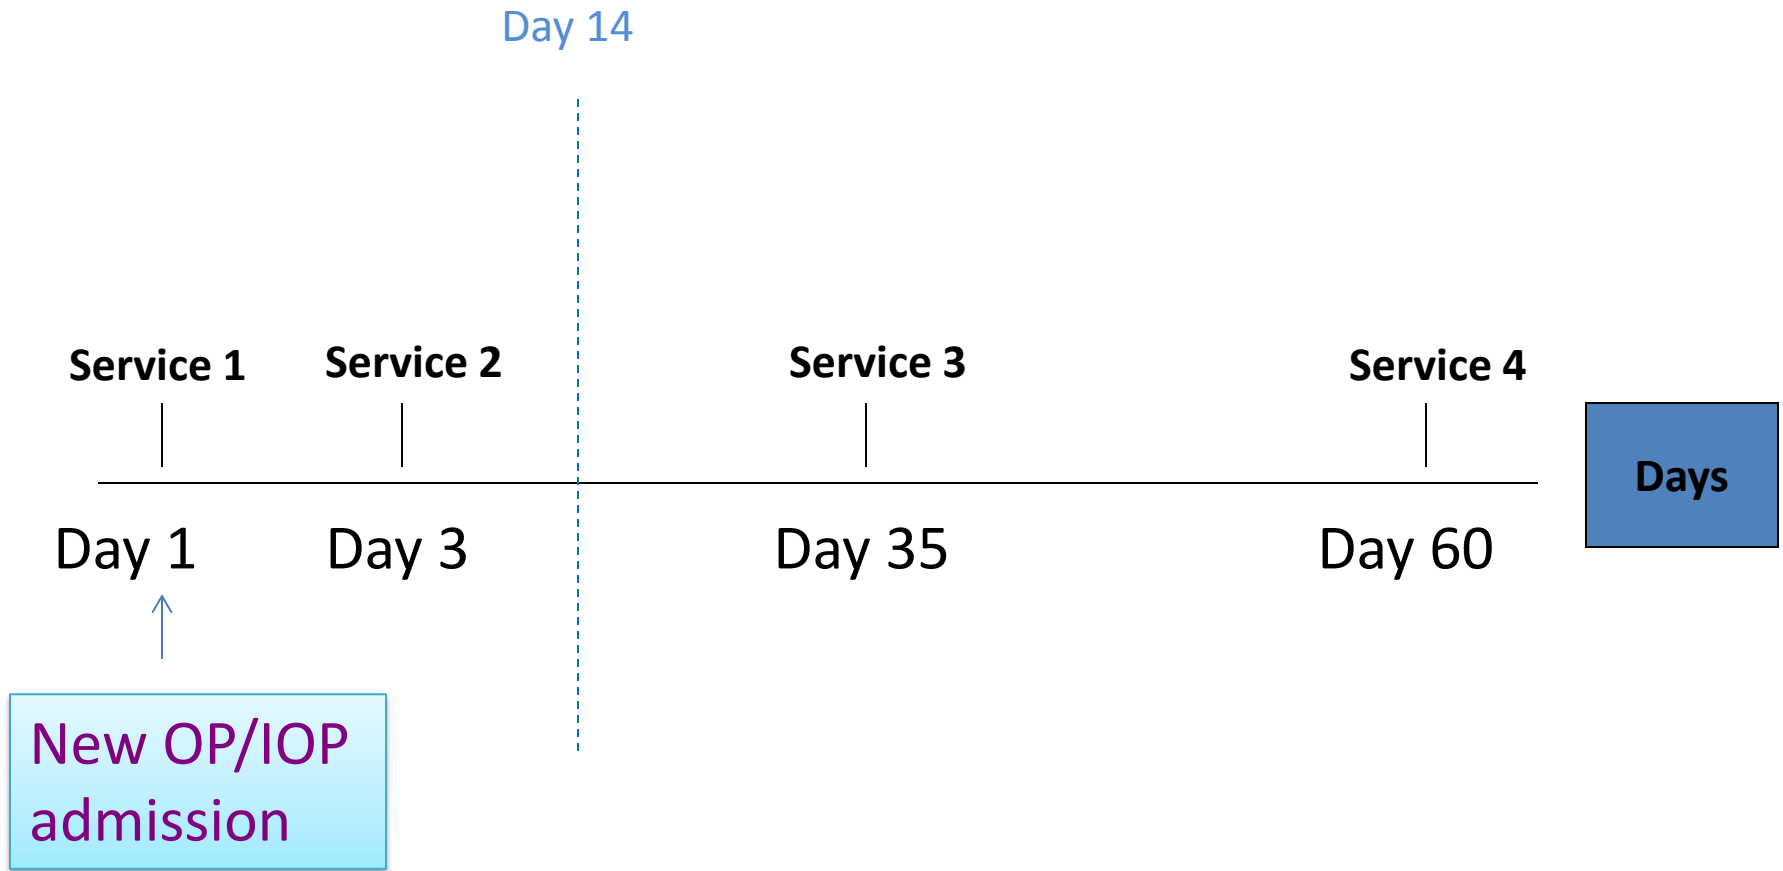 Day 14
Service 1
Service 2
Service 3
Service 4
Days
Day 1
Day 3
Day 35
Day 60
New OP/IOP
admission